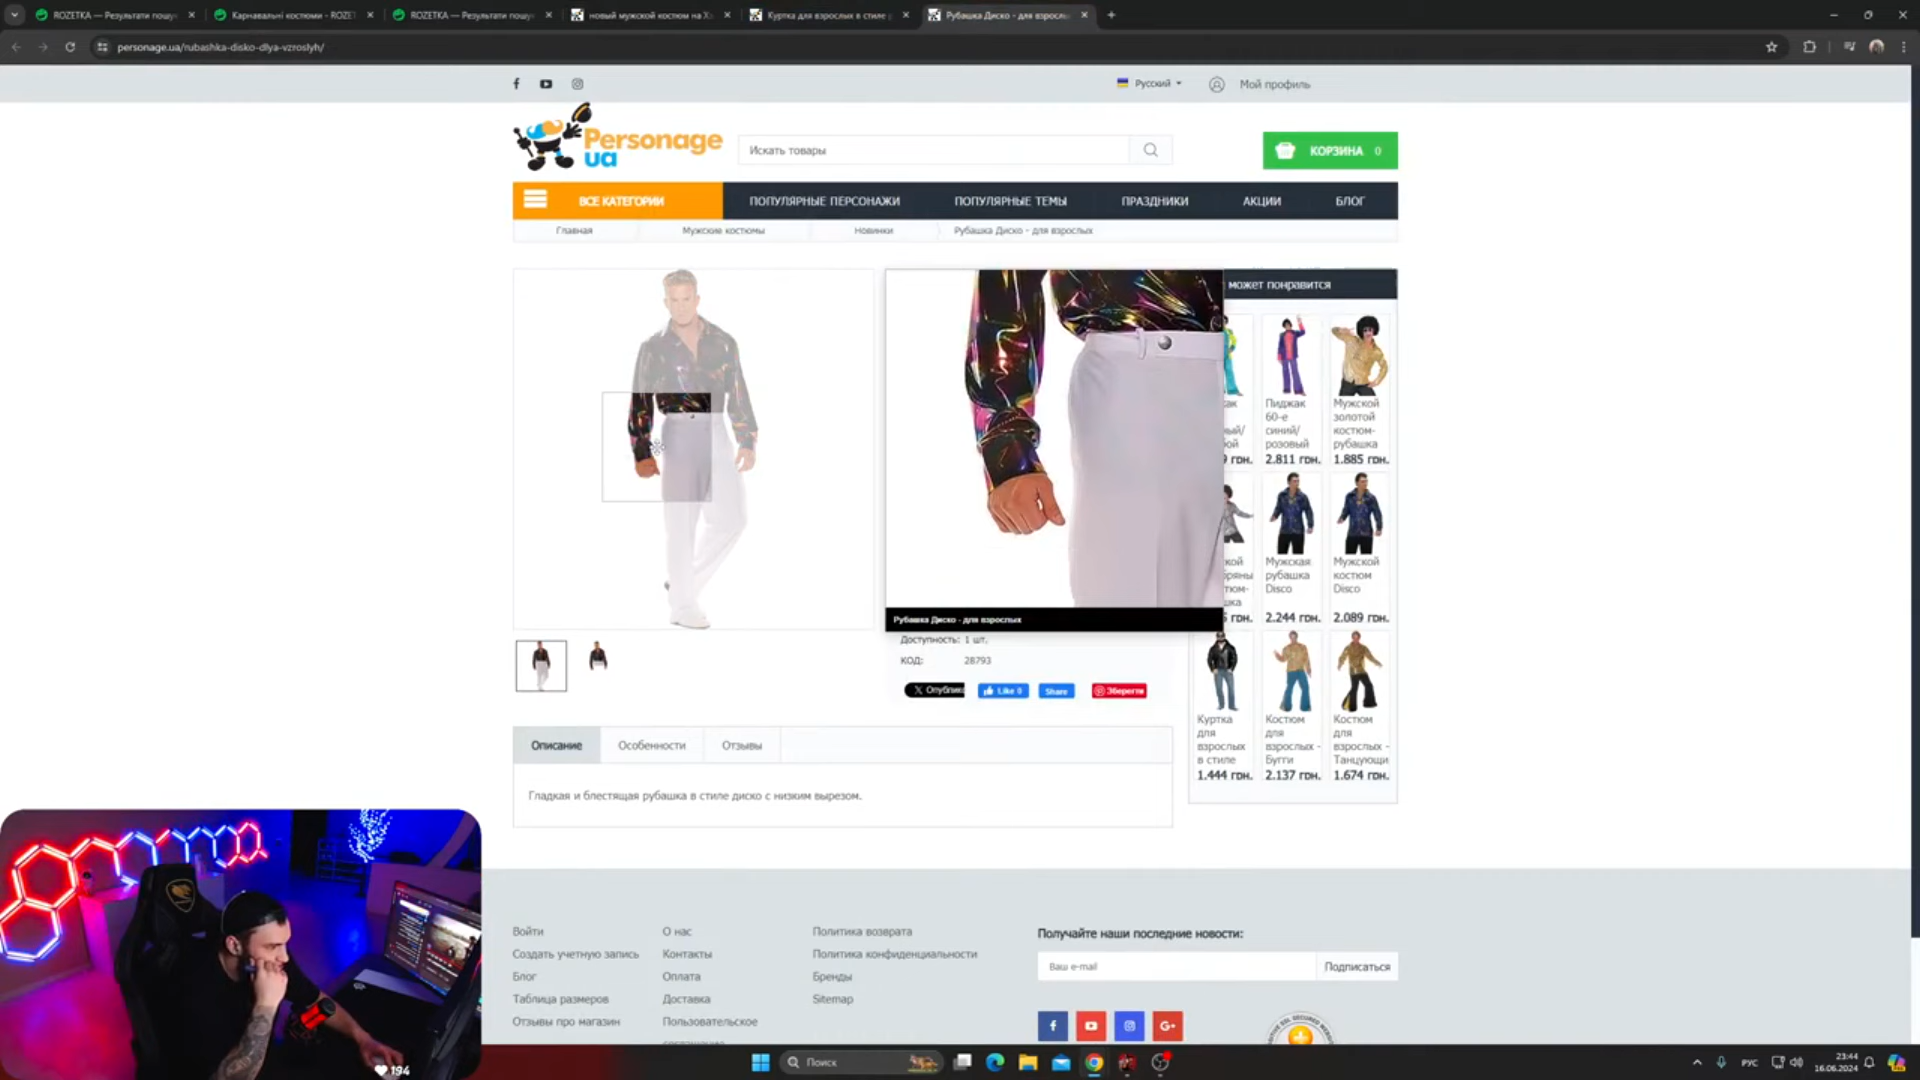 ROZETKA — Результати пошу
Карнавальні костюми - ROZE
ROZETKA — Результати пошу
новый мужской костюм на Х
Куртка для взрослых в стиле
Рубашка Диско - для взросл
personage.ua/rubashka-disko-dlya-vzroslyh/
Русский
Мой профиль
Personage
ua
Искать товары
КОРЗИНА 0
ВСЕ КАТЕГОРИИ
ПОПУЛЯРНЫЕ ПЕРСОНАЖИ
ПОПУЛЯРНЫЕ ТЕМЫ
ПРАЗДНИКИ
АКЦИИ
БЛОГ
Главная
Мужские костюмы
Новинки
Рубашка Диско - для взрослых
может понравится
Пиджак
60-е
синий/
розовый
2.811 грн.
Мужской
золотой
костюм-
рубашка
1.885 грн.
Мужская
рубашка
Disco
2.244 грн.
Мужской
костюм
Disco
2.089 грн.
Рубашка Диско - для взрослых
Доступность: 1 шт.
КОД: 28793
Опублик
Like 0
Share
Зберегти
Куртка
для
взрослых
в стиле
1.444 грн.
Костюм
для
взрослых -
Бугги
2.137 грн.
Костюм
для
взрослых -
Танцующи
1.674 грн.
Описание
Особенности
Отзывы
Гладкая и блестящая рубашка в стиле диско с низким вырезом.
Войти
Создать учетную запись
Блог
Таблица размеров
Отзывы про магазин
О нас
Контакты
Оплата
Доставка
Пользовательское
Политика возврата
Политика конфиденциальности
Бренды
Sitemap
Получайте наши последние новости:
Ваш e-mail
Подписаться
194
Поиск
РУС
23:44
16.06.2024